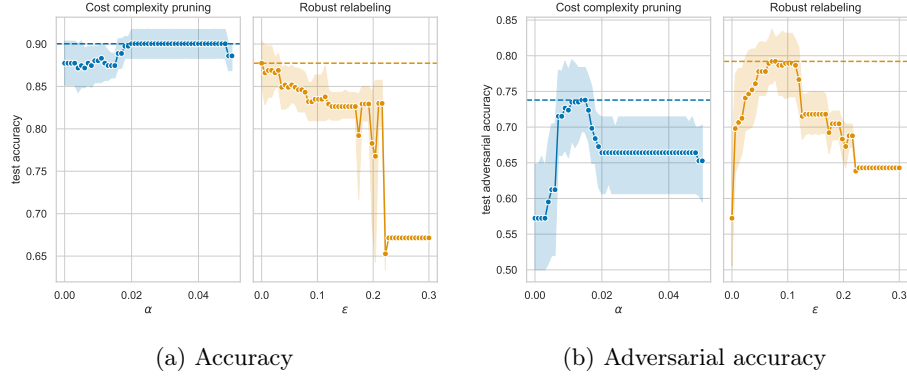 Cost complexity pruning
Robust relabeling
Cost complexity pruning
Robust relabeling
test accuracy
0.90
0.85
0.80
0.75
0.70
0.65
0.00
0.02
0.04
α
0.0
0.1
0.2
0.3
ε
test adversarial accuracy
0.85
0.80
0.75
0.70
0.65
0.60
0.55
0.50
0.00
0.02
0.04
α
0.0
0.1
0.2
0.3
ε
(a) Accuracy
(b) Adversarial accuracy